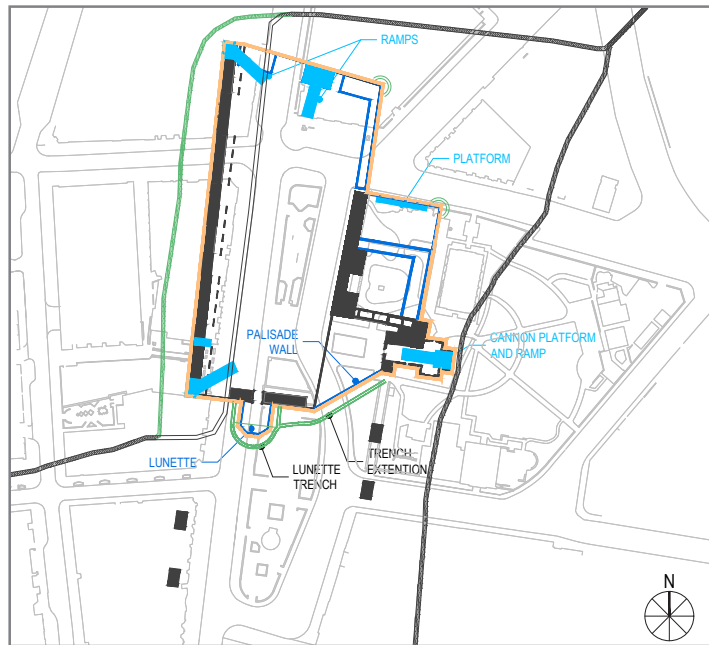 RAMPS
PLATFORM
PALISADE
WALL
CANNON PLATFORM
AND RAMP
LUNETTE
LUNETTE
TRENCH
TRENCH
EXTENTION
N